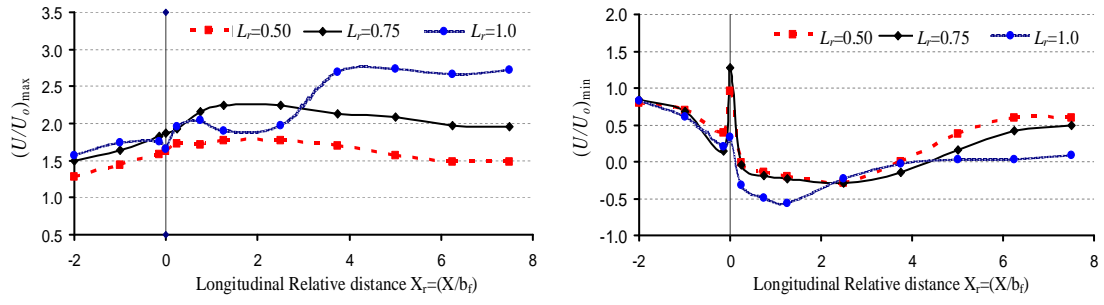 (U/Uo)max
3.5
3.0
2.5
2.0
1.5
1.0
0.5
Lr=0.50 Lr=0.75 Lr=1.0
-2 0 2 4 6 8
Longitudinal Relative distance Xr=(X/bf)
(U/Uo)min
2.0
1.5
1.0
0.5
0.0
-0.5
-1.0
Lr=0.50 Lr=0.75 Lr=1.0
-2 0 2 4 6 8
Longitudinal Relative distance Xr=(X/bf)